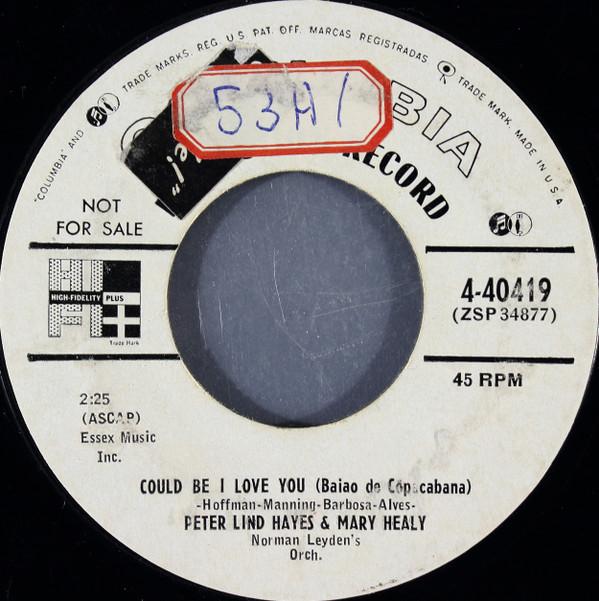 "COLUMBIA" AND TRADE MARKS. REG. U.S. PAT. OFF. MARCAS REGISTRADAS TRADE MARK. MADE IN U.S.A
BIA
RECORD
53H/
NOT
FOR SALE
HIGH-FIDELITY PLUS
Trade Mark
4-40419
(ZSP 34877)
45 RPM
2:25
(ASCAP)
Essex Music
Inc.
COULD BE I LOVE YOU (Baiao de Copacabana)
-Hoffman-Manning-Barbosa-Alves-
PETER LIND HAYES & MARY HEALY
Norman Leyden's
Orch.